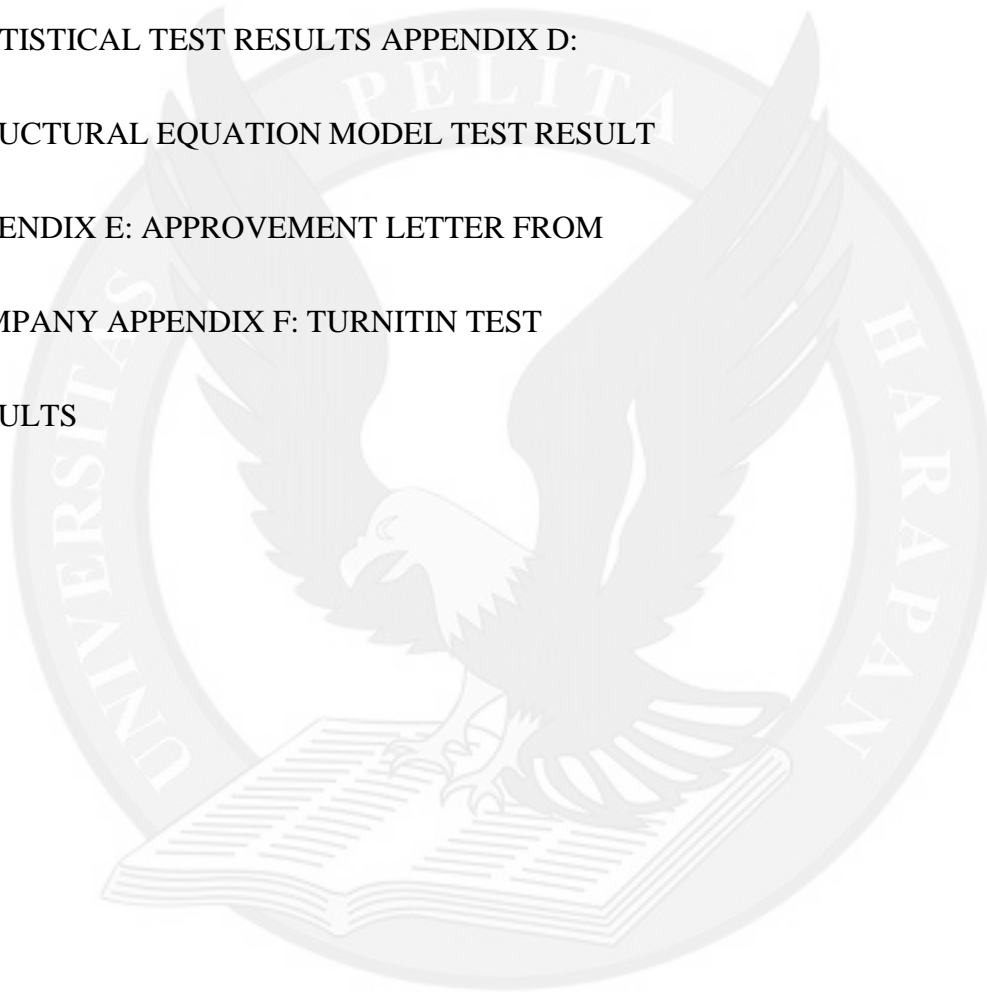 TISTICAL TEST RESULTS APPENDIX D:
UCTURAL EQUATION MODEL TEST RESULT
ENDIX E: APPROVEMENT LETTER FROM
MPANY APPENDIX F: TURNITIN TEST
ULTS
UNIVERSITAS PELITA HARAPAN